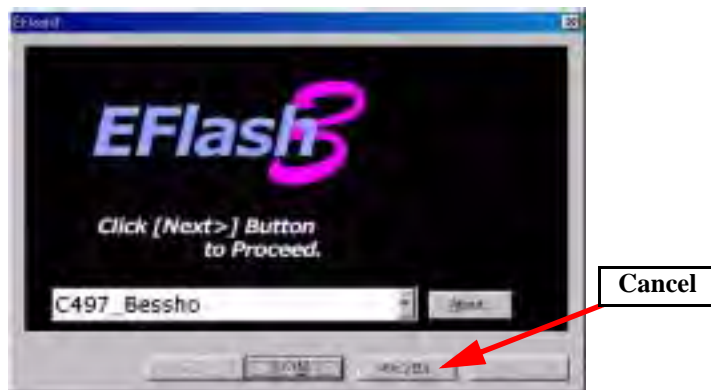 EFlash
EFlash3
Click [Next>] Button
to Proceed.
C497_Bessho
About...
Cancel